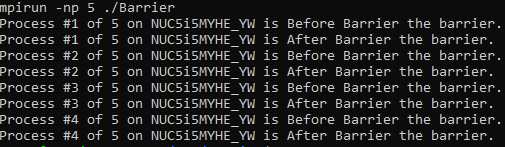 mpirun -np 5 ./Barrier
Process #1 of 5 on NUC5i5MYHE_YW is Before Barrier the barrier.
Process #1 of 5 on NUC5i5MYHE_YW is After Barrier the barrier.
Process #2 of 5 on NUC5i5MYHE_YW is Before Barrier the barrier.
Process #2 of 5 on NUC5i5MYHE_YW is After Barrier the barrier.
Process #3 of 5 on NUC5i5MYHE_YW is Before Barrier the barrier.
Process #3 of 5 on NUC5i5MYHE_YW is After Barrier the barrier.
Process #4 of 5 on NUC5i5MYHE_YW is Before Barrier the barrier.
Process #4 of 5 on NUC5i5MYHE_YW is After Barrier the barrier.